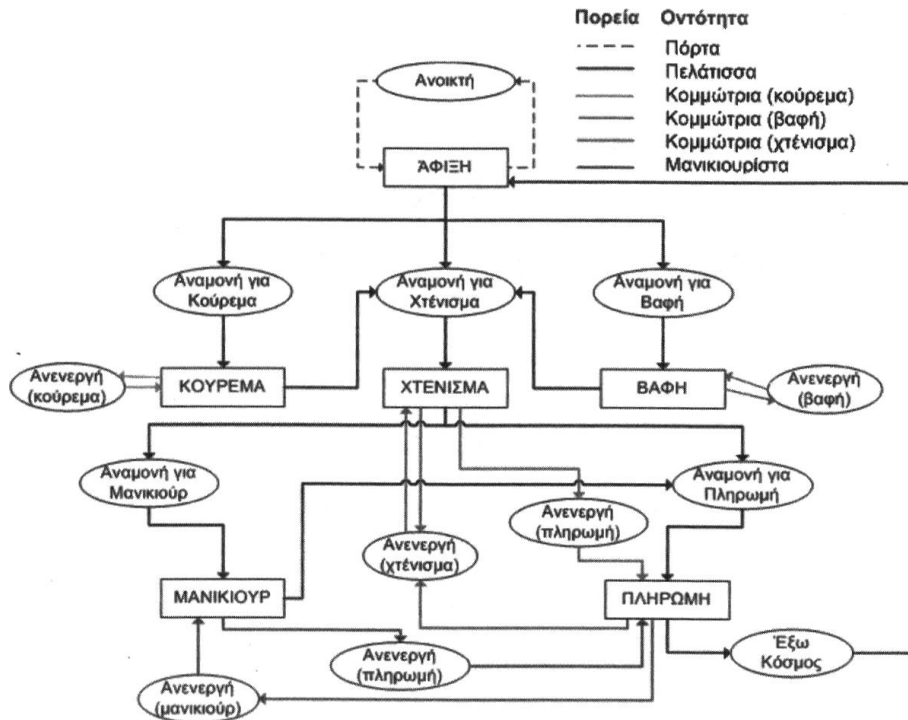 Πορεία Οντότητα
Πόρτα
Πελάτισσα
Κομμώτρια (κούρεμα)
Κομμώτρια (βαφή)
Κομμώτρια (χτένισμα)
Μανικιουρίστα
Ανοικτή
ΆΦΙΞΗ
Αναμονή για
Κούρεμα
Αναμονή για
Χτένισμα
Αναμονή για
Βαφή
Ανενεργή
(κούρεμα)
ΚΟΥΡΕΜΑ
ΧΤΕΝΙΣΜΑ
ΒΑΦΗ
Ανενεργή
(βαφή)
Αναμονή για
Μανικιούρ
Αναμονή για
Πληρωμή
Ανενεργή
(πληρωμή)
Ανενεργή
(χτένισμα)
ΜΑΝΙΚΙΟΥΡ
ΠΛΗΡΩΜΗ
Ανενεργή
(πληρωμή)
Έξω
Κόσμος
Ανενεργή
(μανικιούρ)